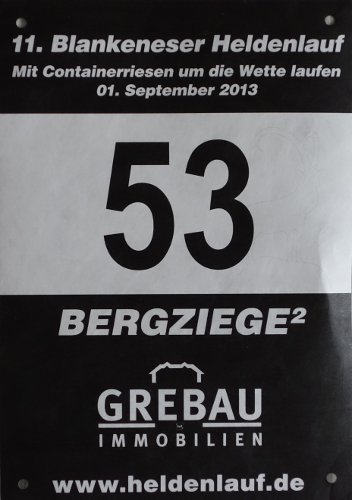 11. Blankeneser Heldenlauf
Mit Containerriesen um die Wette laufen
01. September 2013
53
BERGZIEGE²
GREBAU
IMMOBILIEN
www.heldenlauf.de